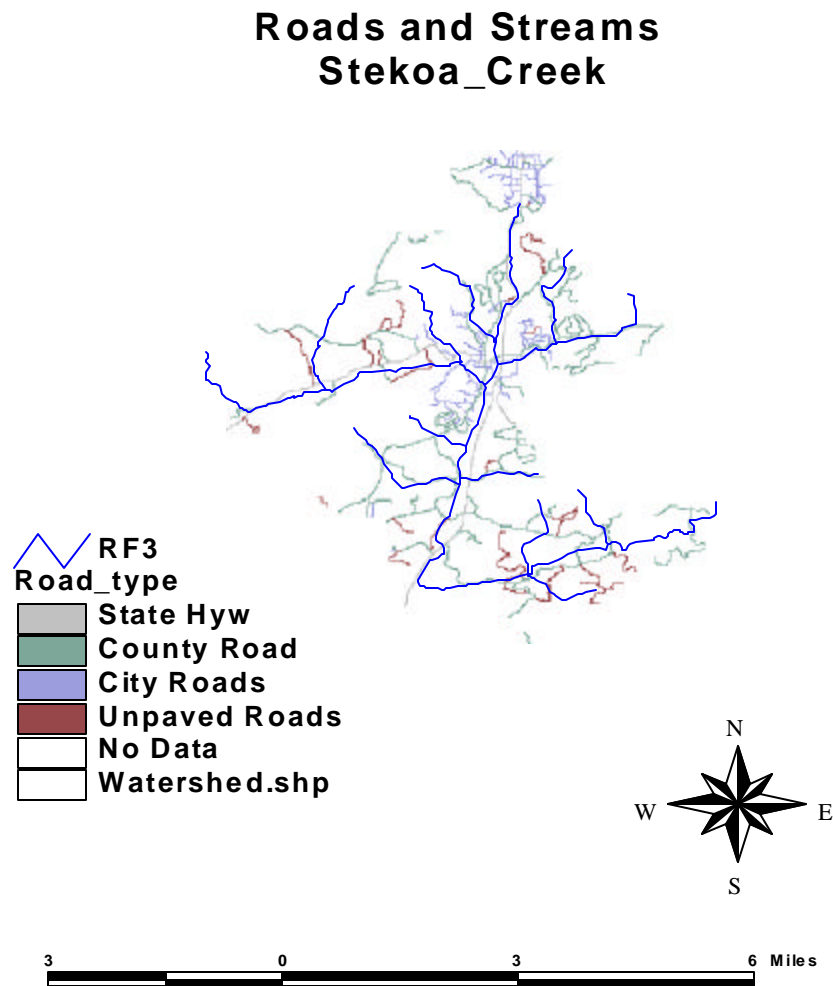 Roads and Streams
Stekoa_Creek
RF3
Road_type
State Hyw
County Road
City Roads
Unpaved Roads
No Data
Watershed.shp
N
W E
S
3 0 3 6 Miles